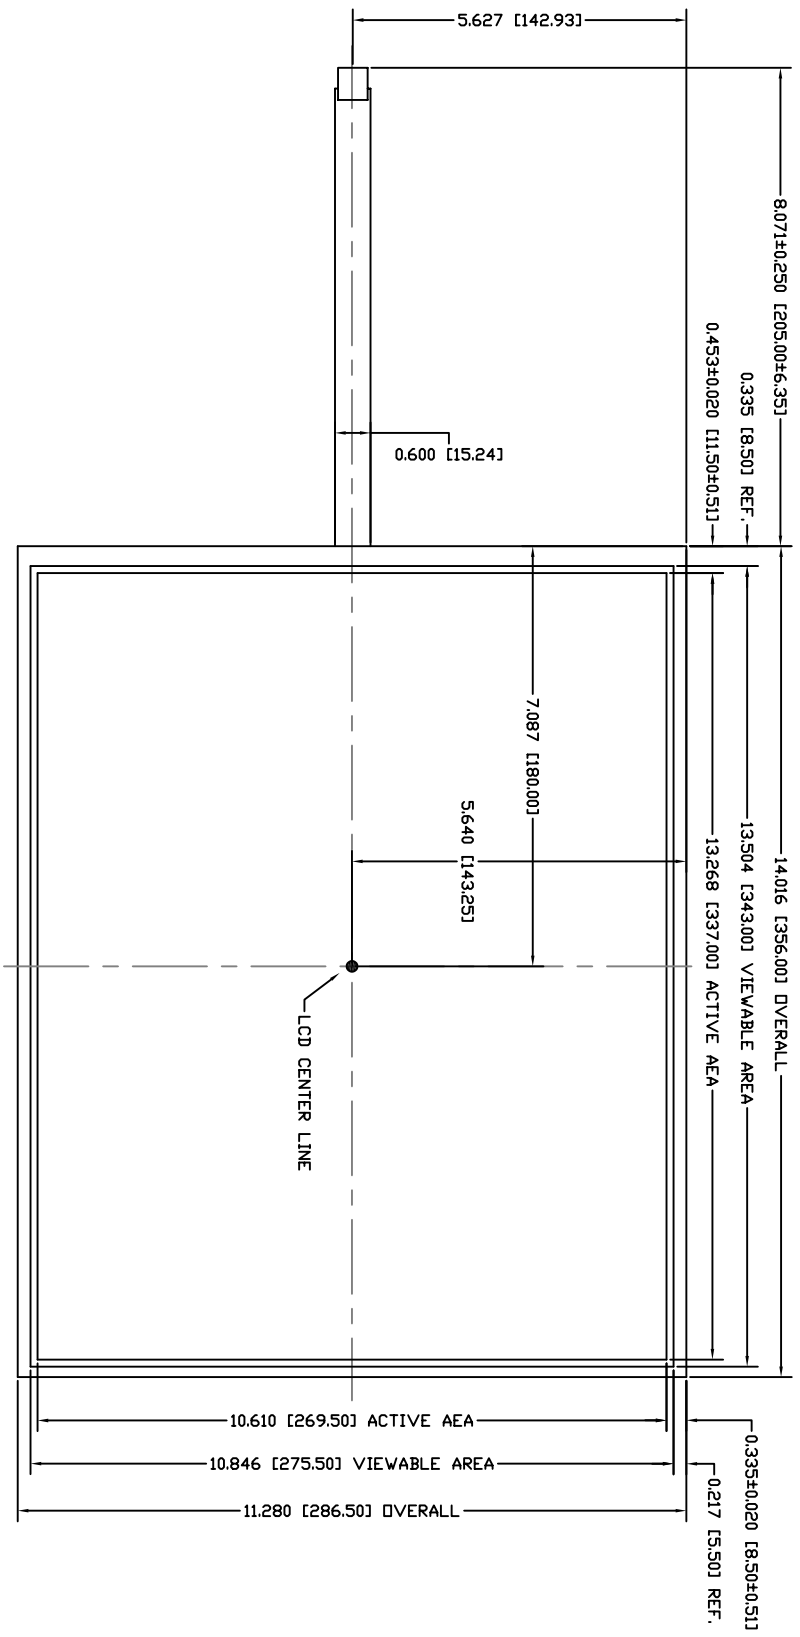 5.627 [142.93]
8.071±0.250 [205.00±6.35]
0.335 [8.50] REF.
0.453±0.020 [11.50±0.51]
0.600 [15.24]
7.087 [180.00]
5.640 [143.25]
14.016 [356.00] OVERALL
13.504 [343.00] VIEWABLE AREA
13.268 [337.00] ACTIVE AEA
LCD CENTER LINE
10.610 [269.50] ACTIVE AEA
10.846 [275.50] VIEWABLE AREA
11.280 [286.50] OVERALL
0.335±0.020 [8.50±0.51]
0.217 [5.50] REF.